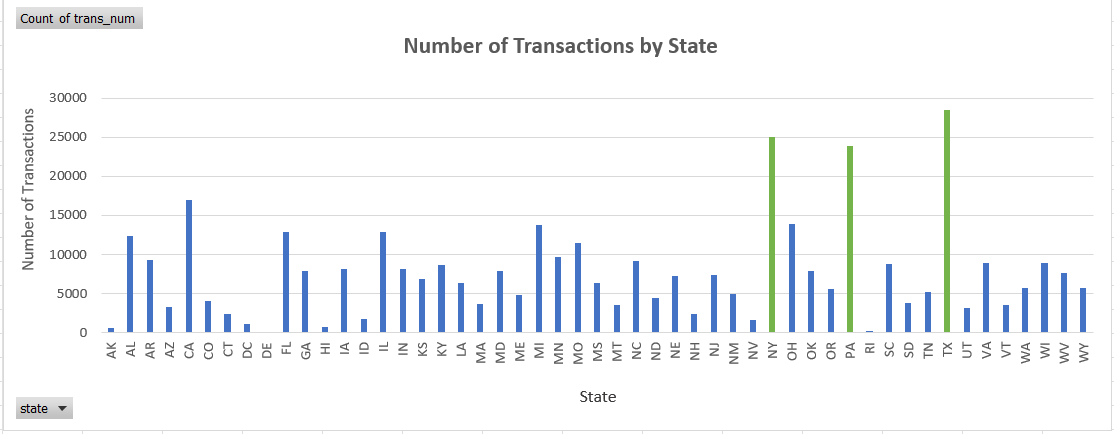 Count of trans_num
Number of Transactions by State
Number of Transactions
30000
25000
20000
15000
10000
5000
0
AK AL AR AZ CA CO CT DC DE FL GA HI IA ID IL IN KS KY LA MA MD ME MI MN MO MS MT NC ND NE NH NJ NM NV NY OH OK OR PA RI SC SD TN TX UT VA VT WA WI WV WY
State
state